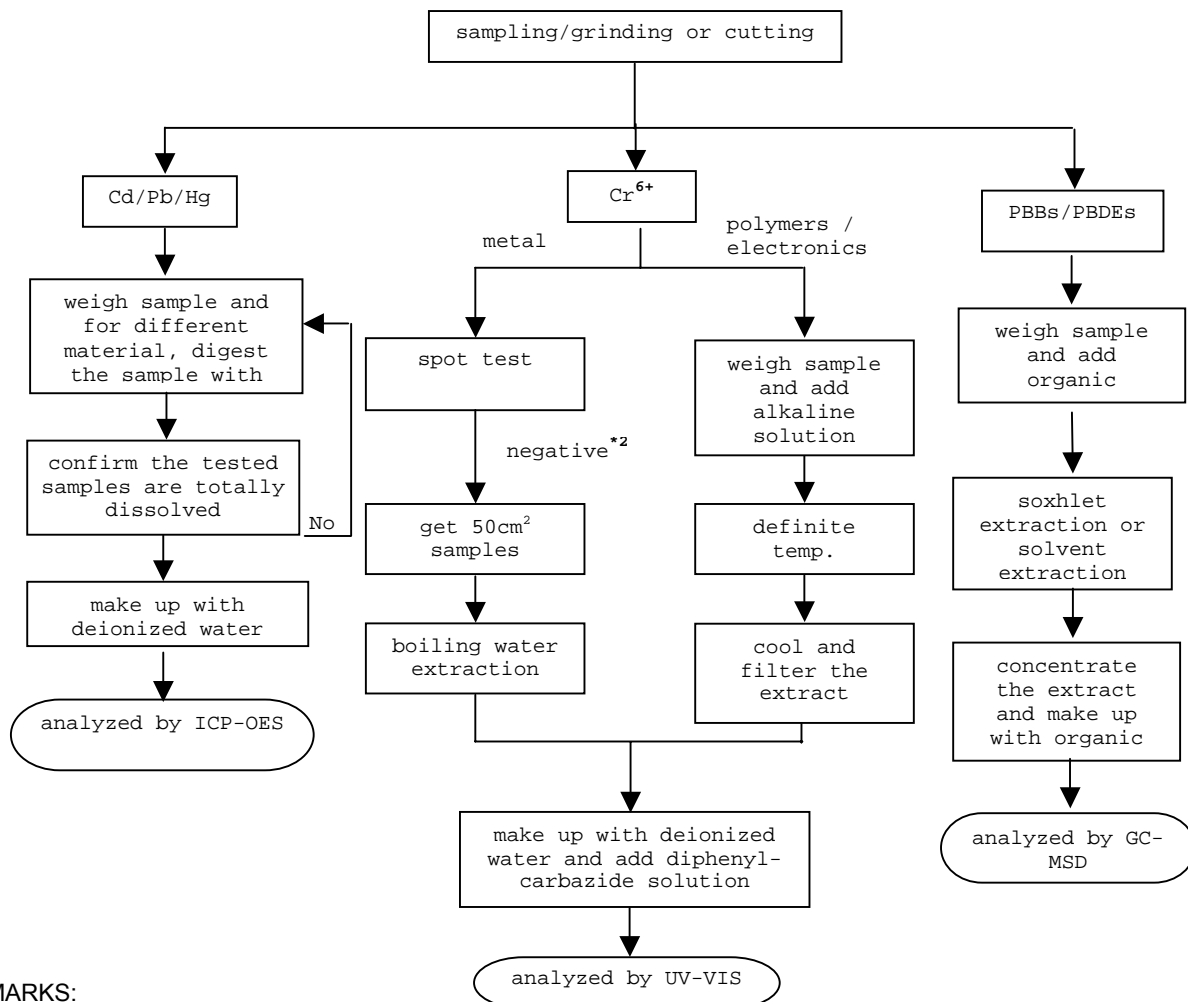 sampling/grinding or cutting
Cd/Pb/Hg
weigh sample and
for different
material, digest
the sample with
confirm the tested
samples are totally
dissolved
No
make up with
deionized water
analyzed by ICP-OES
Cr6+
metal
spot test
negative*2
get 50cm2
samples
boiling water
extraction
polymers /
electronics
weigh sample
and add
alkaline
solution
definite
temp.
cool and
filter the
extract
make up with deionized
water and add diphenyl-
carbazide solution
analyzed by UV-VIS
PBBs/PBDEs
weigh sample
and add
organic
soxhlet
extraction or
solvent
extraction
concentrate
the extract
and make up
with organic
analyzed by GC-
MSD
MARKS: